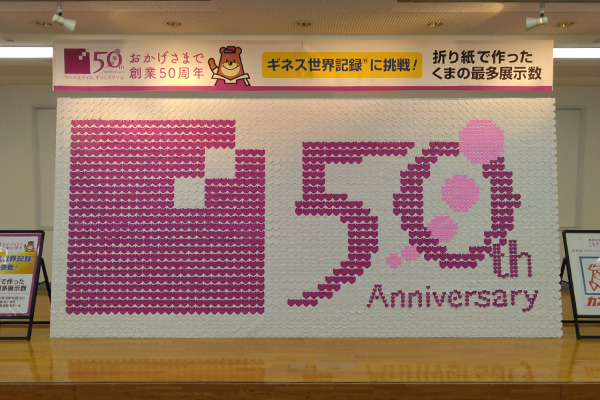 50th
Anniversary
おかげさまで
創業50周年
ギネス世界記録®に挑戦!
折り紙で作った
くまの最多展示数
50th
Anniversary